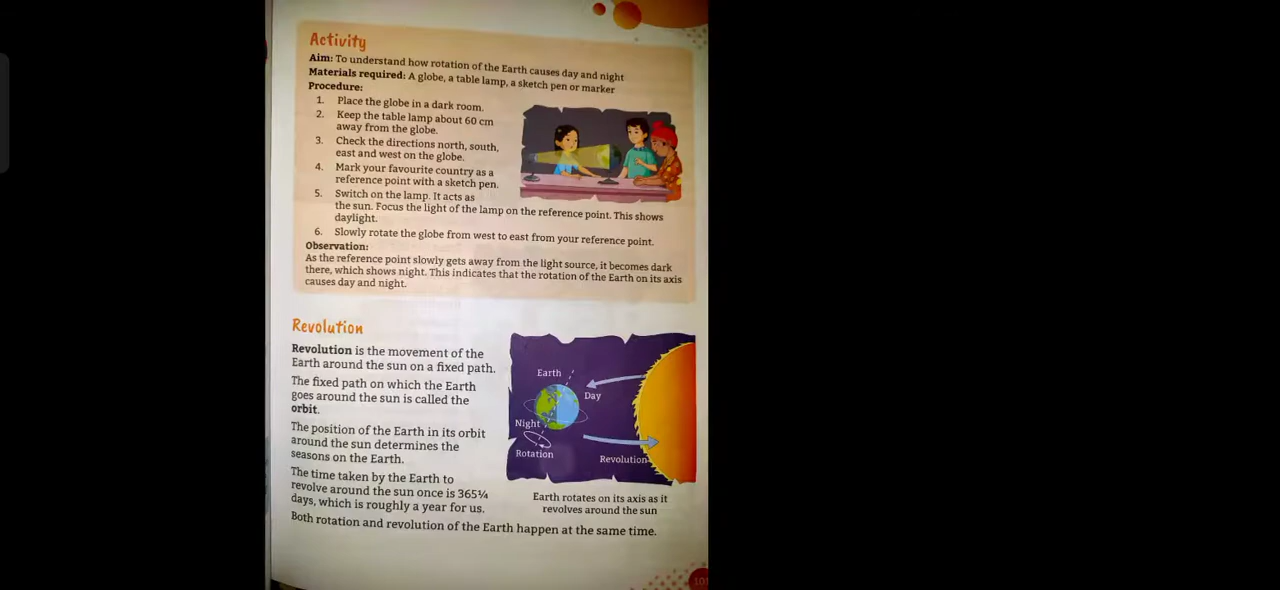 Activity
Aim: To understand how rotation of the Earth causes day and night
Materials required: A globe, a table lamp, a sketch pen or marker
Procedure:
1. Place the globe in a dark room.
2. Keep the table lamp about 60 cm
away from the globe.
3. Check the directions north, south,
east and west on the globe.
4. Mark your favourite country as a
reference point with a sketch pen.
5. Switch on the lamp. It acts as
the sun. Focus the light of the lamp on the reference point. This shows
daylight.
6. Slowly rotate the globe from west to east from your reference point.
Observation:
As the reference point slowly gets away from the light source, it becomes dark
there, which shows night. This indicates that the rotation of the Earth on its axis
causes day and night.
Revolution
Revolution is the movement of the
Earth around the sun on a fixed path.
The fixed path on which the Earth
goes around the sun is called the
orbit.
The position of the Earth in its orbit
around the sun determines the
seasons on the Earth.
The time taken by the Earth to
revolve around the sun once is 365¼
days, which is roughly a year for us.
Both rotation and revolution of the Earth happen at the same time.
Earth
Day
Night
Rotation
Revolution
Earth rotates on its axis as it
revolves around the sun